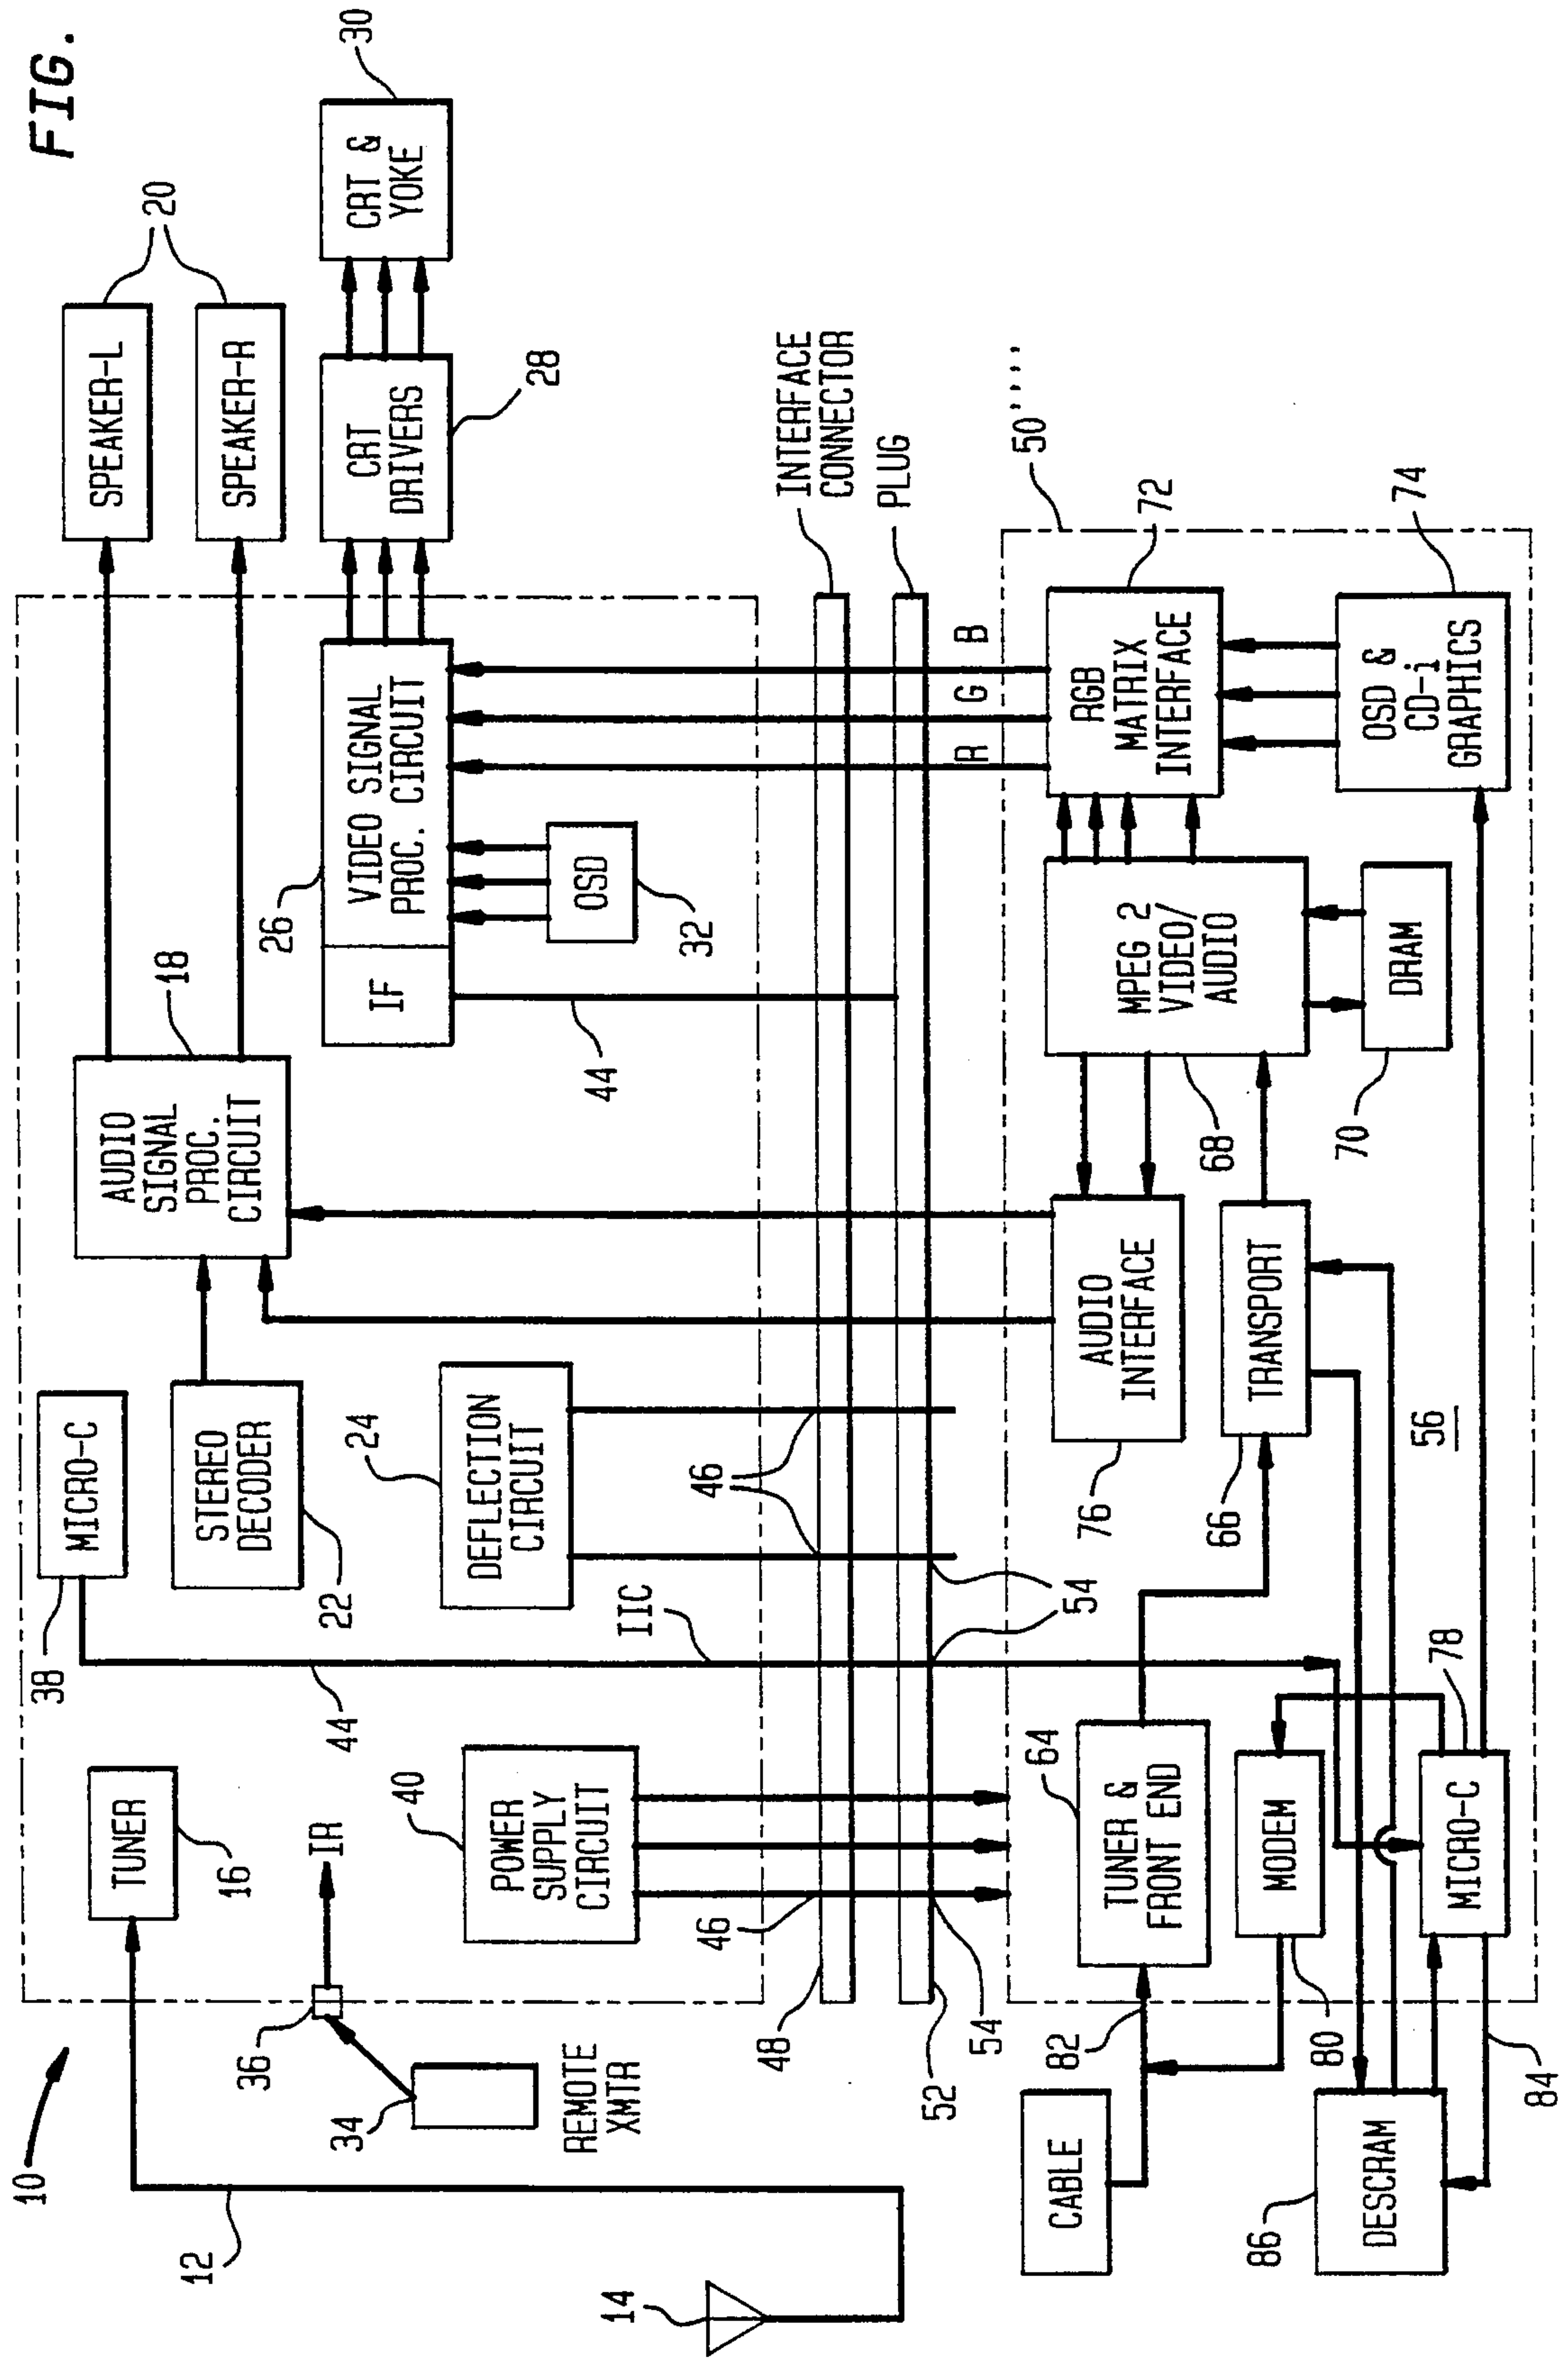 FIG.
10
12
14
TUNER
16
38
MICRO-C
STEREO
DECODER
22
AUDIO
SIGNAL
PROC.
CIRCUIT
18
SPEAKER-L
SPEAKER-R
20
36
IR
34
REMOTE
XMTR
44
IIC
24
DEFLECTION
CIRCUIT
40
POWER
SUPPLY
CIRCUIT
26
IF
VIDEO SIGNAL
PROC. CIRCUIT
OSD
32
44
CRT
DRIVERS
28
CRT &
YOKE
30
46
46
48
INTERFACE
CONNECTOR
52
54
54
PLUG
R
G
B
50''''
CABLE
82
64
TUNER &
FRONT END
76
AUDIO
INTERFACE
66
TRANSPORT
68
MPEG 2
VIDEO/
AUDIO
RGB
MATRIX
INTERFACE
72
70
DRAM
OSD &
CD-i
GRAPHICS
74
56
MODEM
80
MICRO-C
78
84
86
DESCRAM